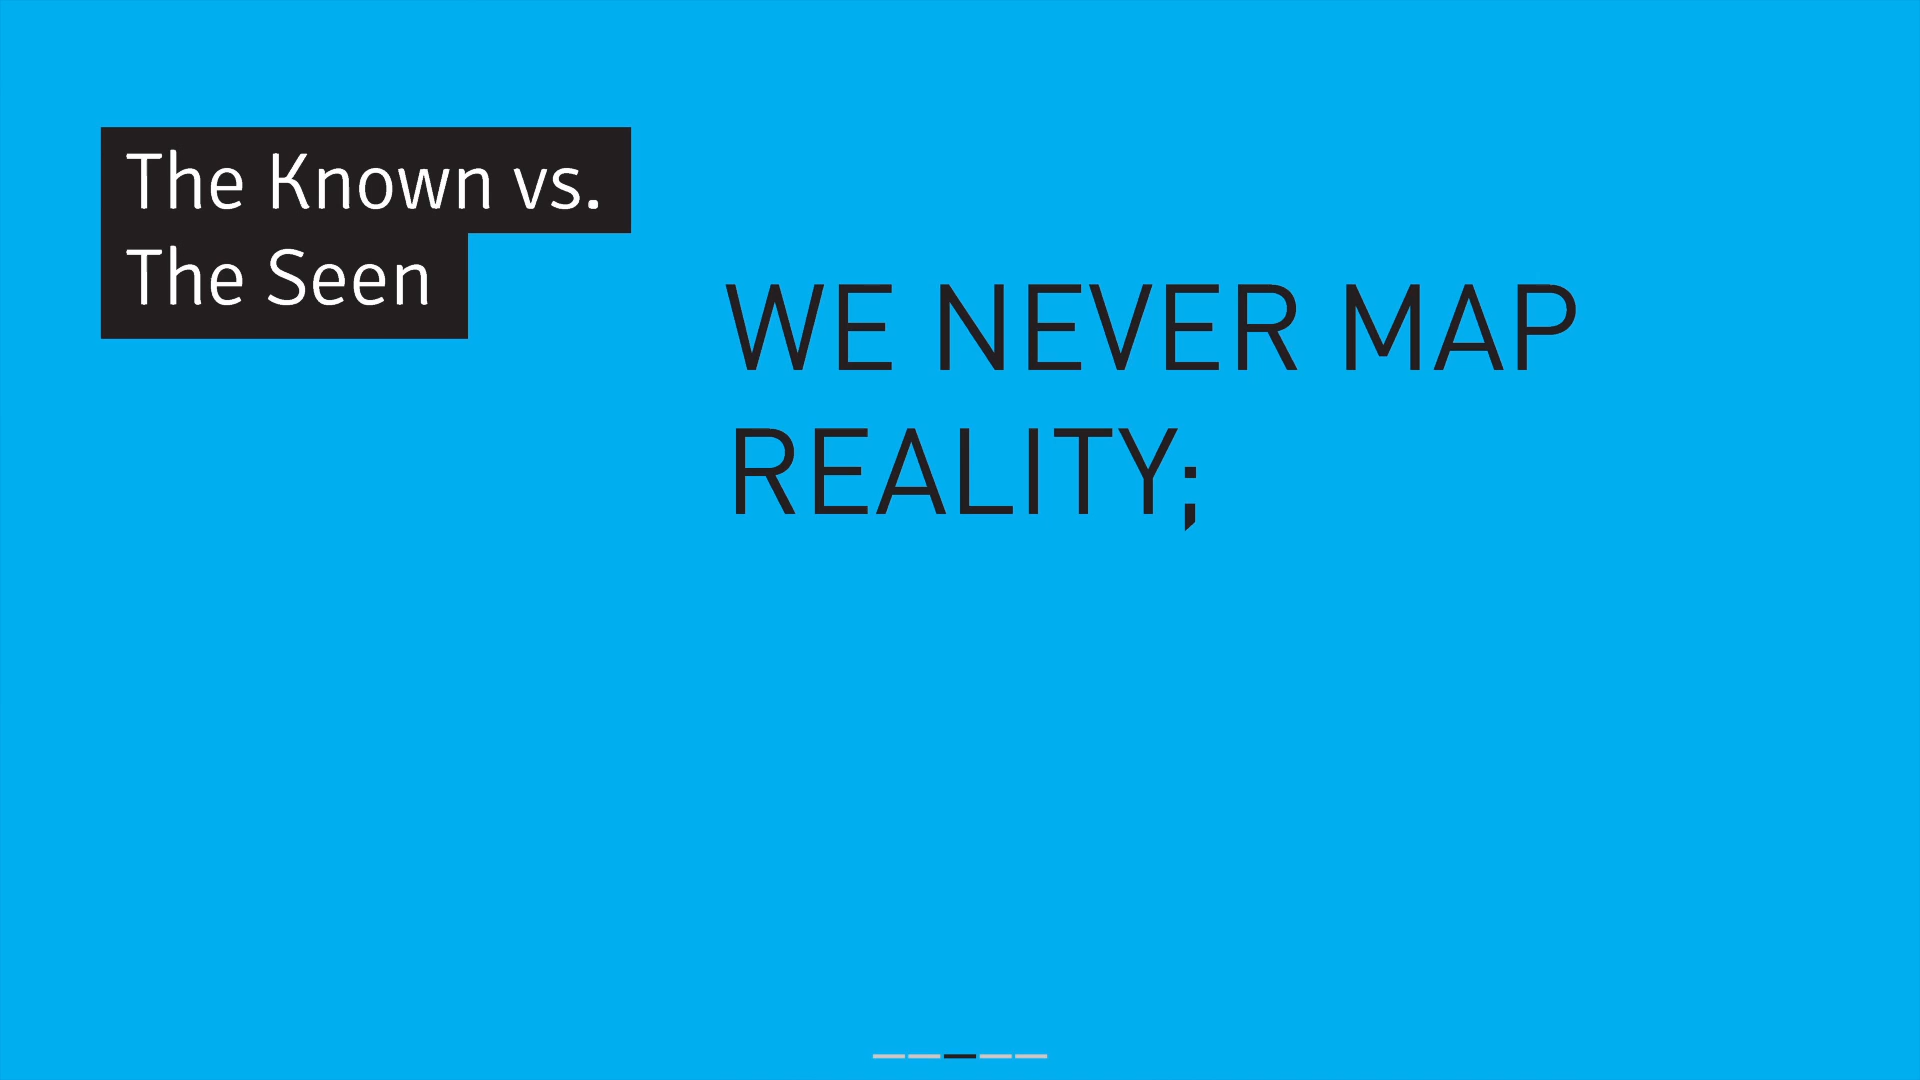 The Known vs.
The Seen
WE NEVER MAP
REALITY;